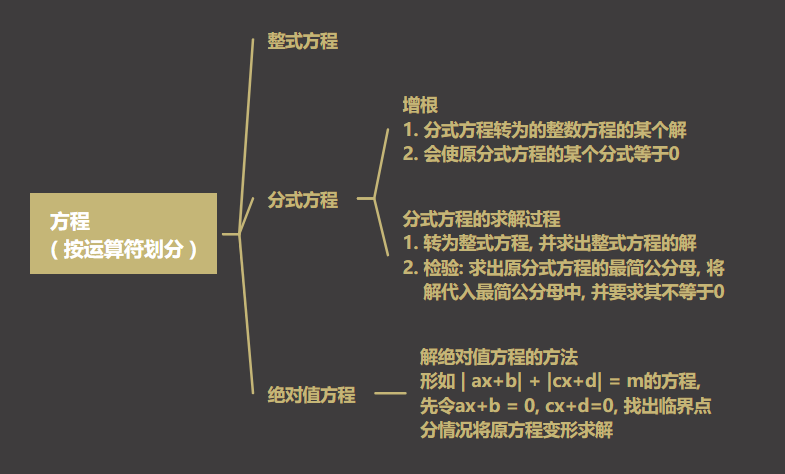 方程
( 按运算符划分 )
整式方程
分式方程
增根
1. 分式方程转为的整数方程的某个解
2. 会使原分式方程的某个分式等于0
分式方程的求解过程
1. 转为整式方程, 并求出整式方程的解
2. 检验: 求出原分式方程的最简公分母, 将
解代入最简公分母中, 并要求其不等于0
绝对值方程
解绝对值方程的方法
形如 | ax+b| + |cx+d| = m的方程,
先令ax+b = 0, cx+d=0, 找出临界点
分情况将原方程变形求解